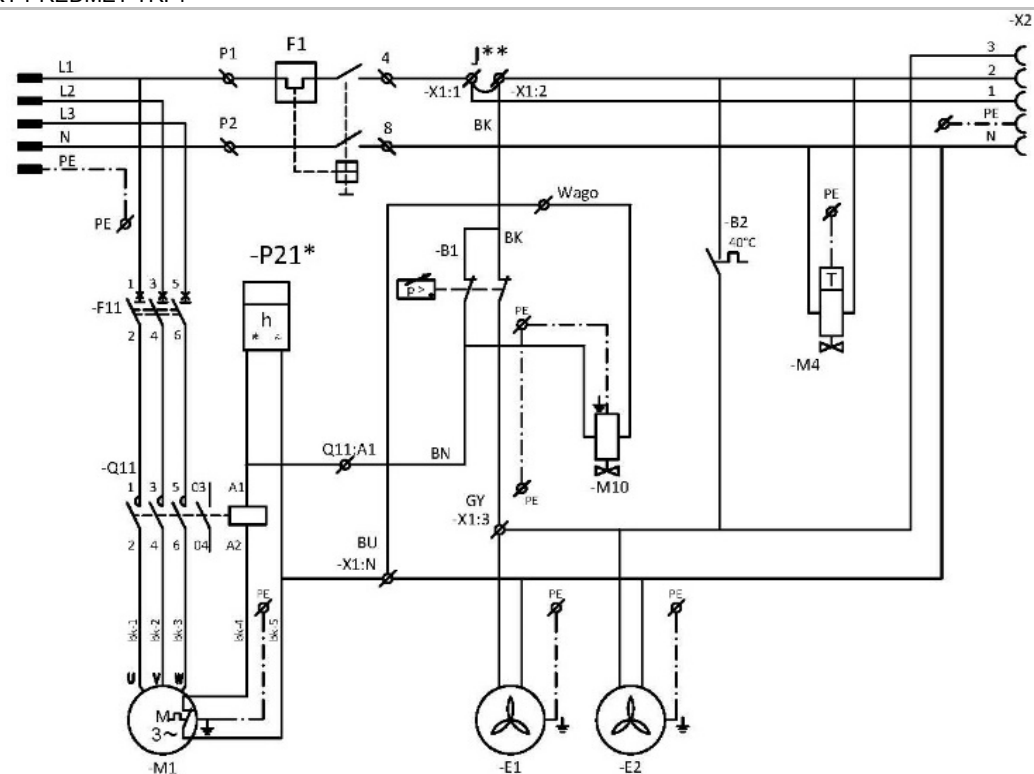 -X2
P1
F1
4
J**
3
L1
2
-X1:1
-X1:2
L2
1
L3
P2
8
BK
PE
N
N
PE
Wago
PE
PE
-B2
-B1
BK
40°C
-P21*
T
1 3 5
P >
-F11
h
PE
2 4 6
* ~
-M4
Q11:A1
BN
-Q11
-M10
1 3 5 03 A1
PE
GY
-X1:3
2 4 6 04 A2
BU
-X1:N
PE
PE
PE
bk-1
bk-2
bk-3
bk-4
bk-5
U V W
M
3~
-M1
-E1
-E2